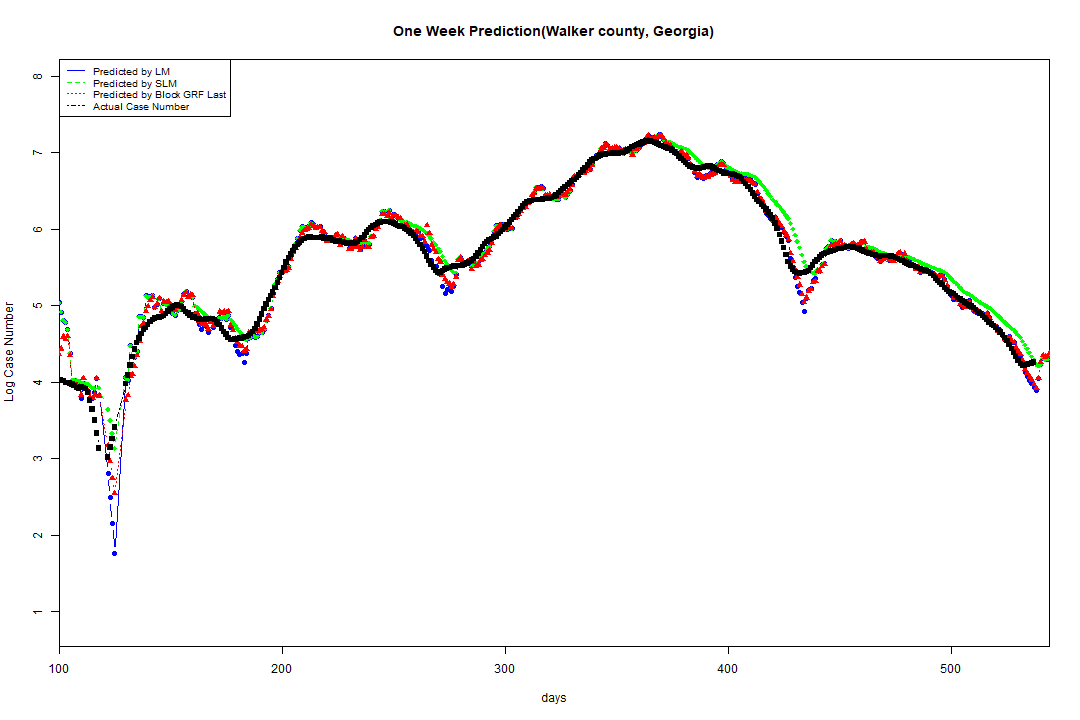 One Week Prediction(Walker county, Georgia)
Predicted by LM
Predicted by SLM
Predicted by Block GRF Last
Actual Case Number
8
7
6
5
4
3
2
1
Log Case Number
100 200 300 400 500
days